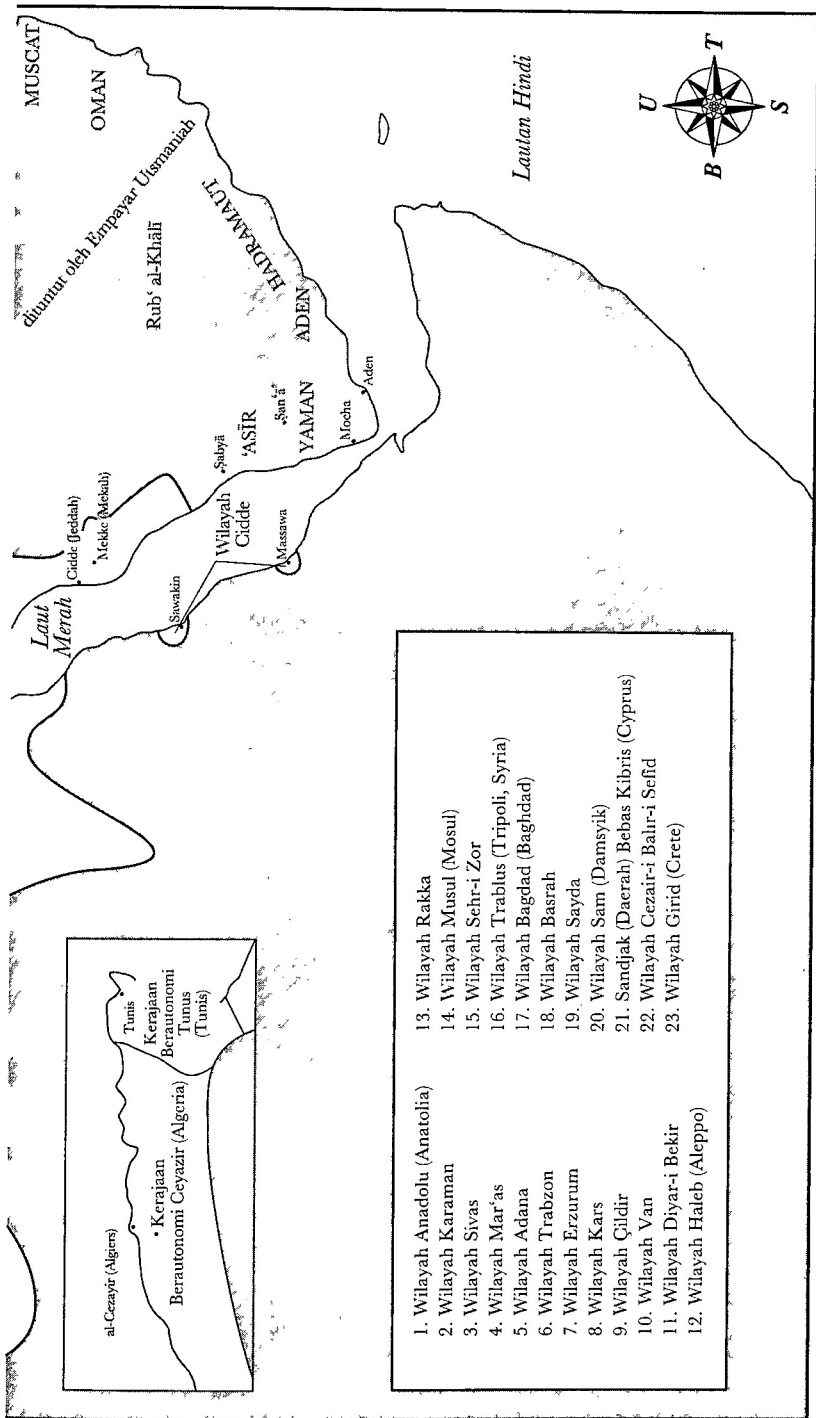 MUSCAT
OMAN
dituntut oleh Empayar Utsmaniah
Rub‘ al-Khālī
HADRAMAUT
ADEN
Lautan Hindi
U
B
T
S
Laut
Merah
Cidde (Jeddah)
Mekke (Mekah)
Wilayah
Cidde
Sawakin
Massawa
Ṣabyā
‘ASĪR
Ṣan‘ā’
YAMAN
Mocha
Aden
al-Cezayir (Algiers)
Kerajaan
Berautonomi Ceyazir (Algeria)
Tunis
Kerajaan
Berautonomi
Tunus
(Tunis)
1. Wilayah Anadolu (Anatolia)
2. Wilayah Karaman
3. Wilayah Sivas
4. Wilayah Mar‘as
5. Wilayah Adana
6. Wilayah Trabzon
7. Wilayah Erzurum
8. Wilayah Kars
9. Wilayah Çildir
10. Wilayah Van
11. Wilayah Diyar-i Bekir
12. Wilayah Haleb (Aleppo)
13. Wilayah Rakka
14. Wilayah Musul (Mosul)
15. Wilayah Sehr-i Zor
16. Wilayah Trablus (Tripoli, Syria)
17. Wilayah Bagdad (Baghdad)
18. Wilayah Basrah
19. Wilayah Sayda
20. Wilayah Sam (Damsyik)
21. Sandjak (Daerah) Bebas Kibris (Cyprus)
22. Wilayah Cezair-i Bahr-i Sefid
23. Wilayah Girid (Crete)